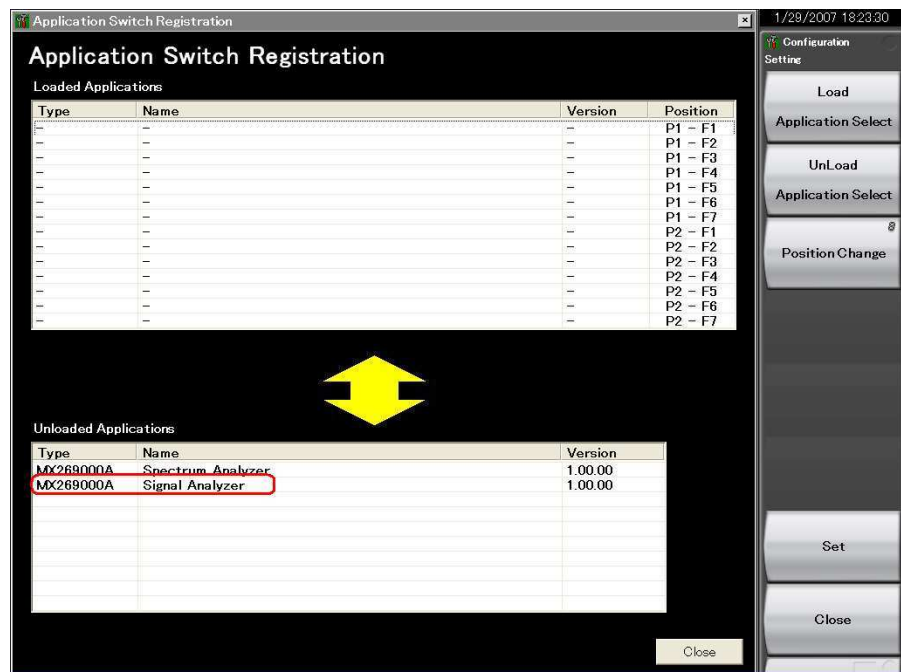 Application Switch Registration
1/29/2007 18:23:30
Application Switch Registration
Loaded Applications
Type Name Version Position
- - - P1 - F1
- - - P1 - F2
- - - P1 - F3
- - - P1 - F4
- - - P1 - F5
- - - P1 - F6
- - - P1 - F7
- - - P2 - F1
- - - P2 - F2
- - - P2 - F3
- - - P2 - F4
- - - P2 - F5
- - - P2 - F6
- - - P2 - F7
Unloaded Applications
Type Name Version
MX269000A Spectrum Analyzer 1.00.00
MX269000A Signal Analyzer 1.00.00
Close
Configuration
Setting
Load
Application Select
UnLoad
Application Select
8
Position Change
Set
Close